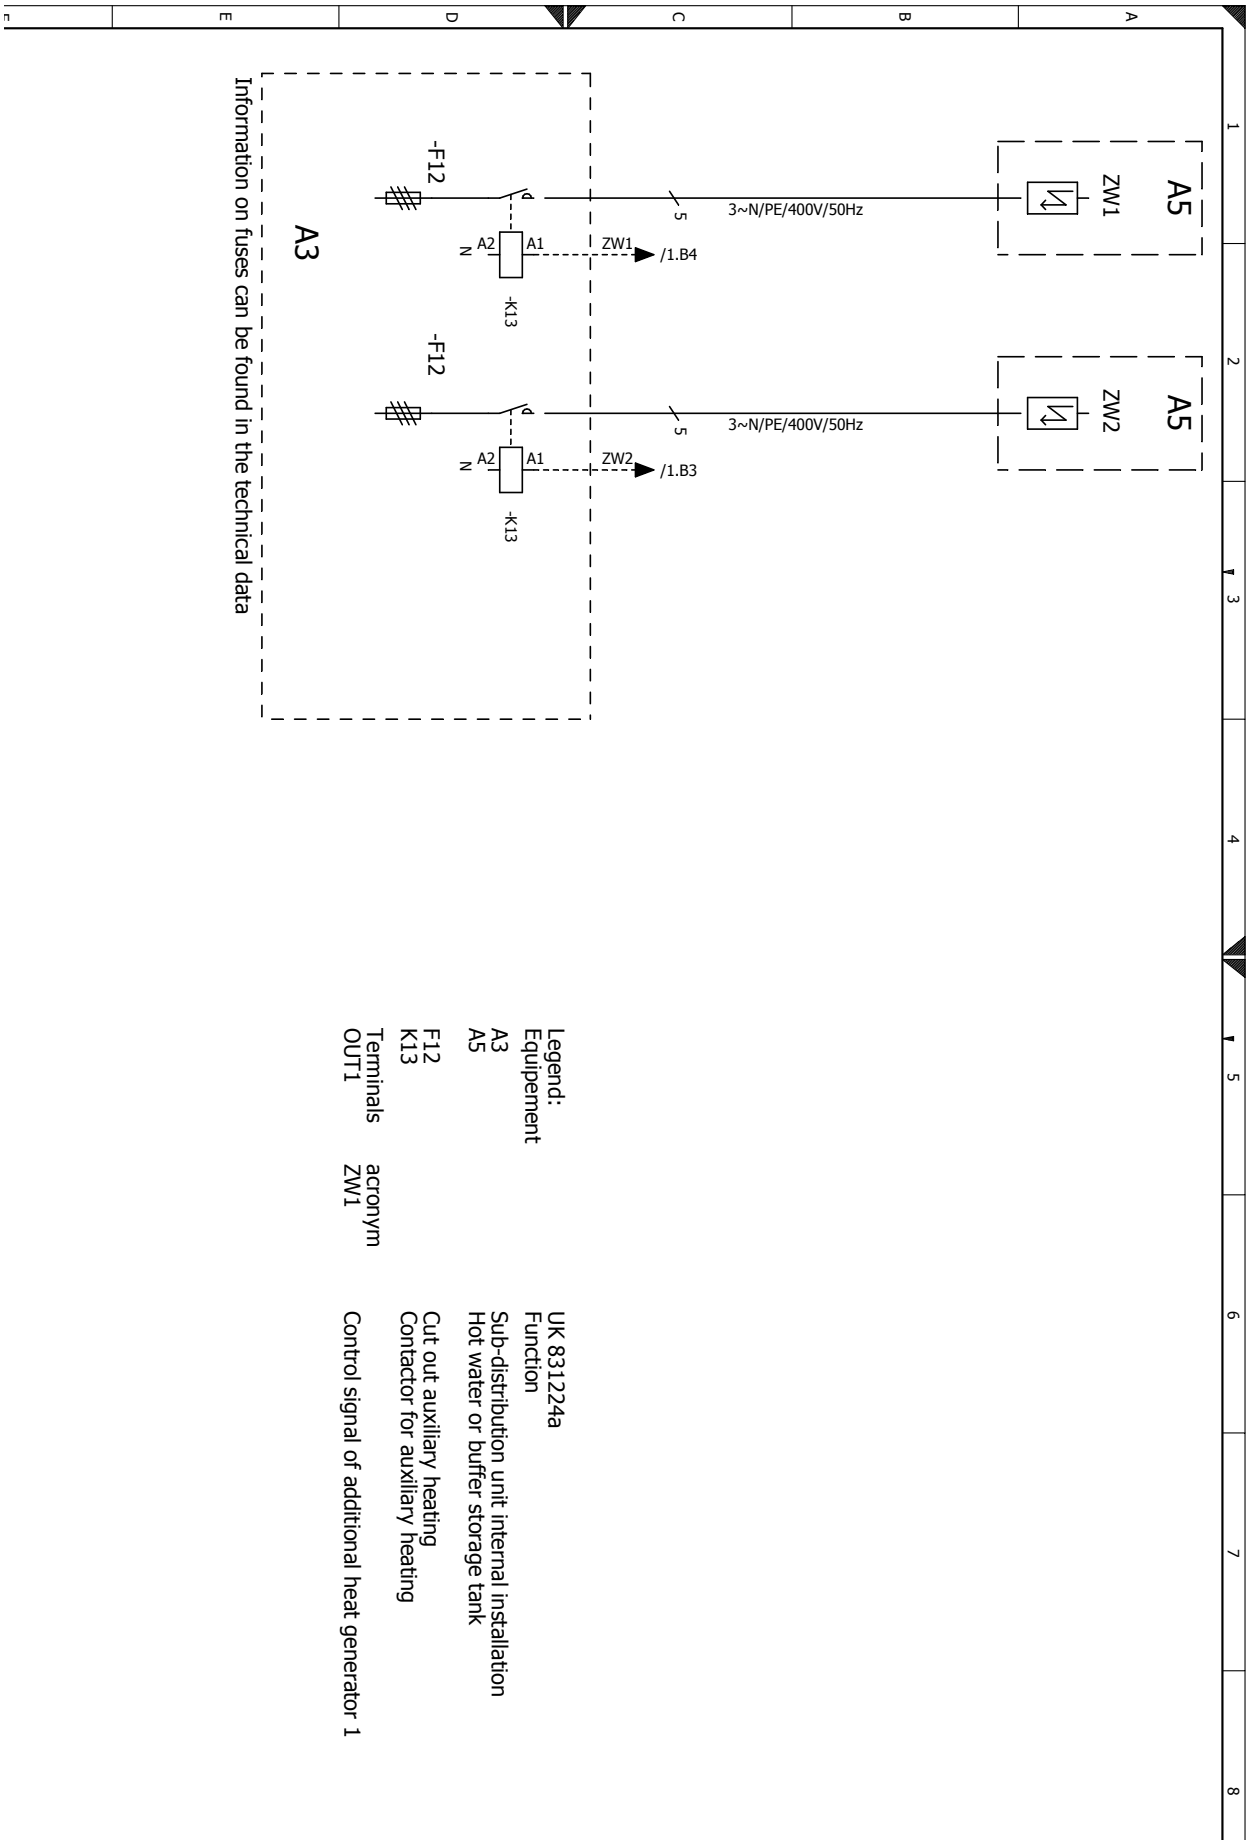 1
2
3
4
5
6
7
8
A
B
C
D
E
F
A5
ZW1
A5
ZW2
3~N/PE/400V/50Hz
5
3~N/PE/400V/50Hz
5
/1.B4
ZW1
/1.B3
ZW2
A1
A2
N
-K13
A1
A2
N
-K13
-F12
-F12
A3
Information on fuses can be found in the technical data
Legend: UK 831224a
Equipement Function
A3 Sub-distribution unit internal installation
A5 Hot water or buffer storage tank
F12 Cut out auxiliary heating
K13 Contactor for auxiliary heating
Terminals acronym
OUT1 ZW1 Control signal of additional heat generator 1